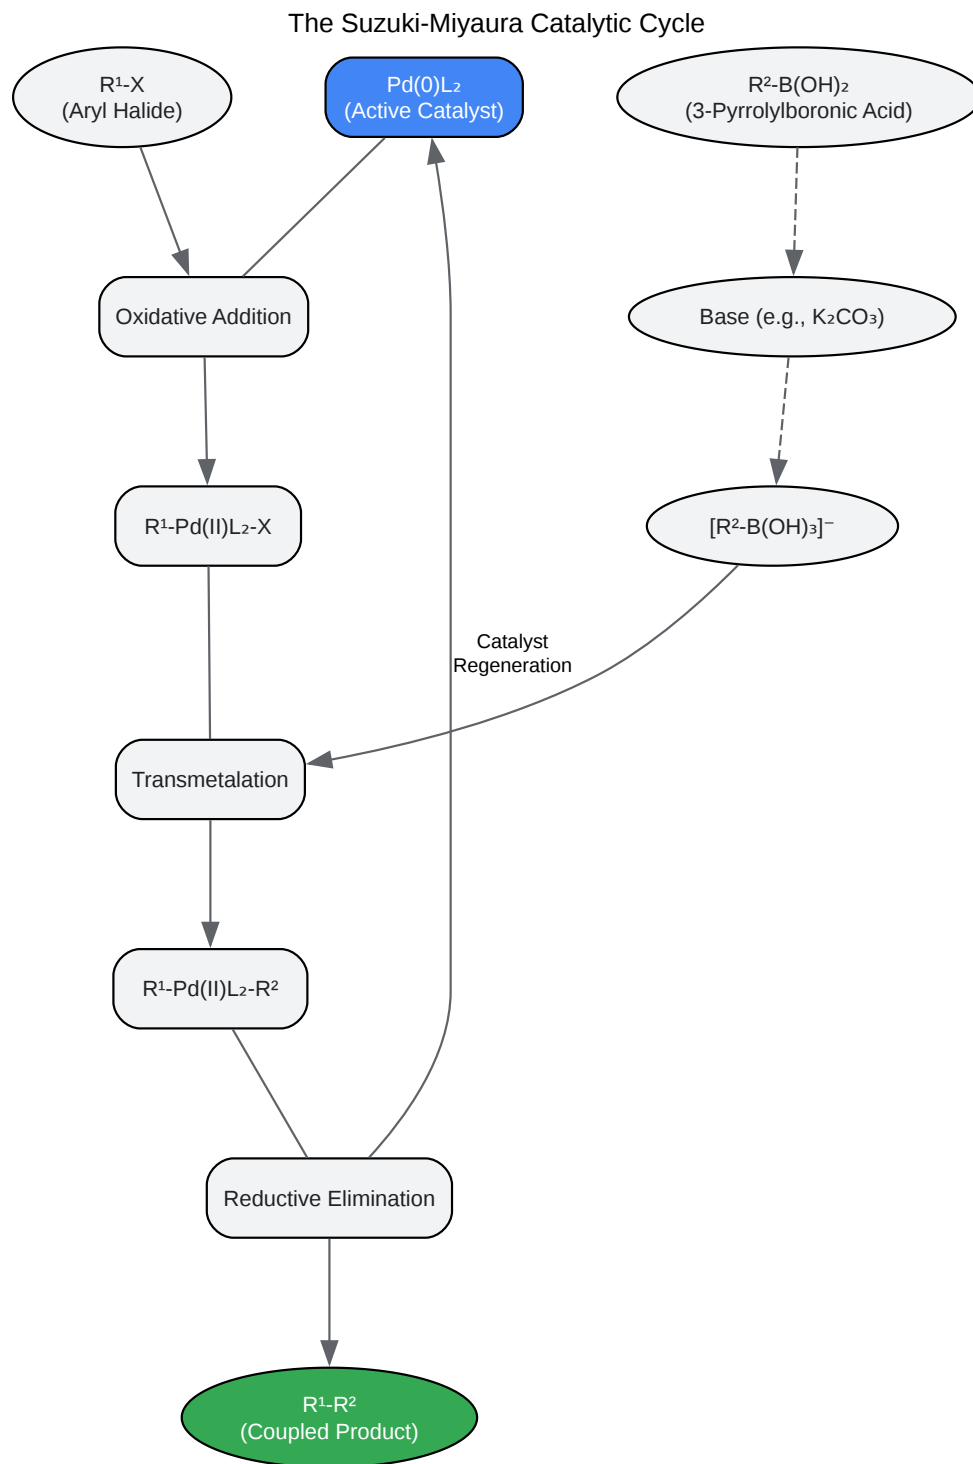 The Suzuki-Miyaura Catalytic Cycle
R¹-X
(Aryl Halide)
Pd(0)L₂
(Active Catalyst)
R²-B(OH)₂
(3-Pyrrolylboronic Acid)
Oxidative Addition
Base (e.g., K₂CO₃)
R¹-Pd(II)L₂-X
[R²-B(OH)₃]⁻
Catalyst
Regeneration
Transmetalation
R¹-Pd(II)L₂-R²
Reductive Elimination
R¹-R²
(Coupled Product)